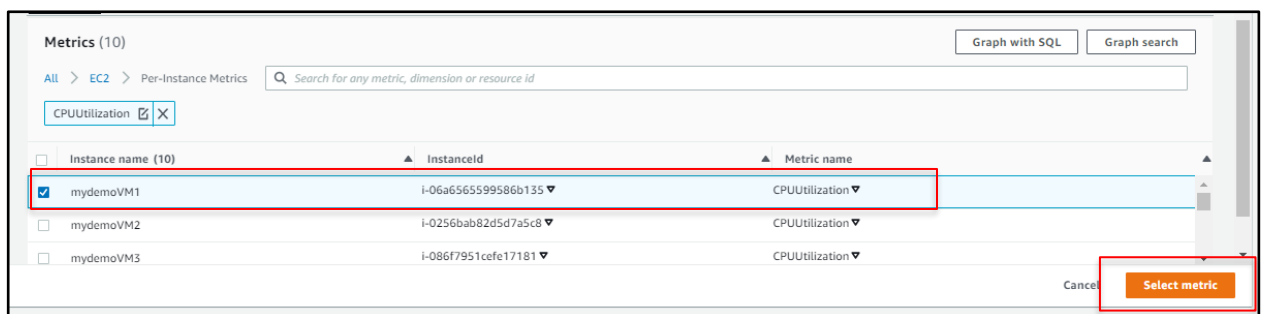 Metrics (10) Graph with SQL Graph search
All > EC2 > Per-Instance Metrics Search for any metric, dimension or resource id
CPUUtilization
Instance name (10) InstanceId Metric name
mydemoVM1 i-06a6565599586b135 CPUUtilization
mydemoVM2 i-0256bab82d5d7a5c8 CPUUtilization
mydemoVM3 i-086f7951cefe17181 CPUUtilization
Cancel Select metric